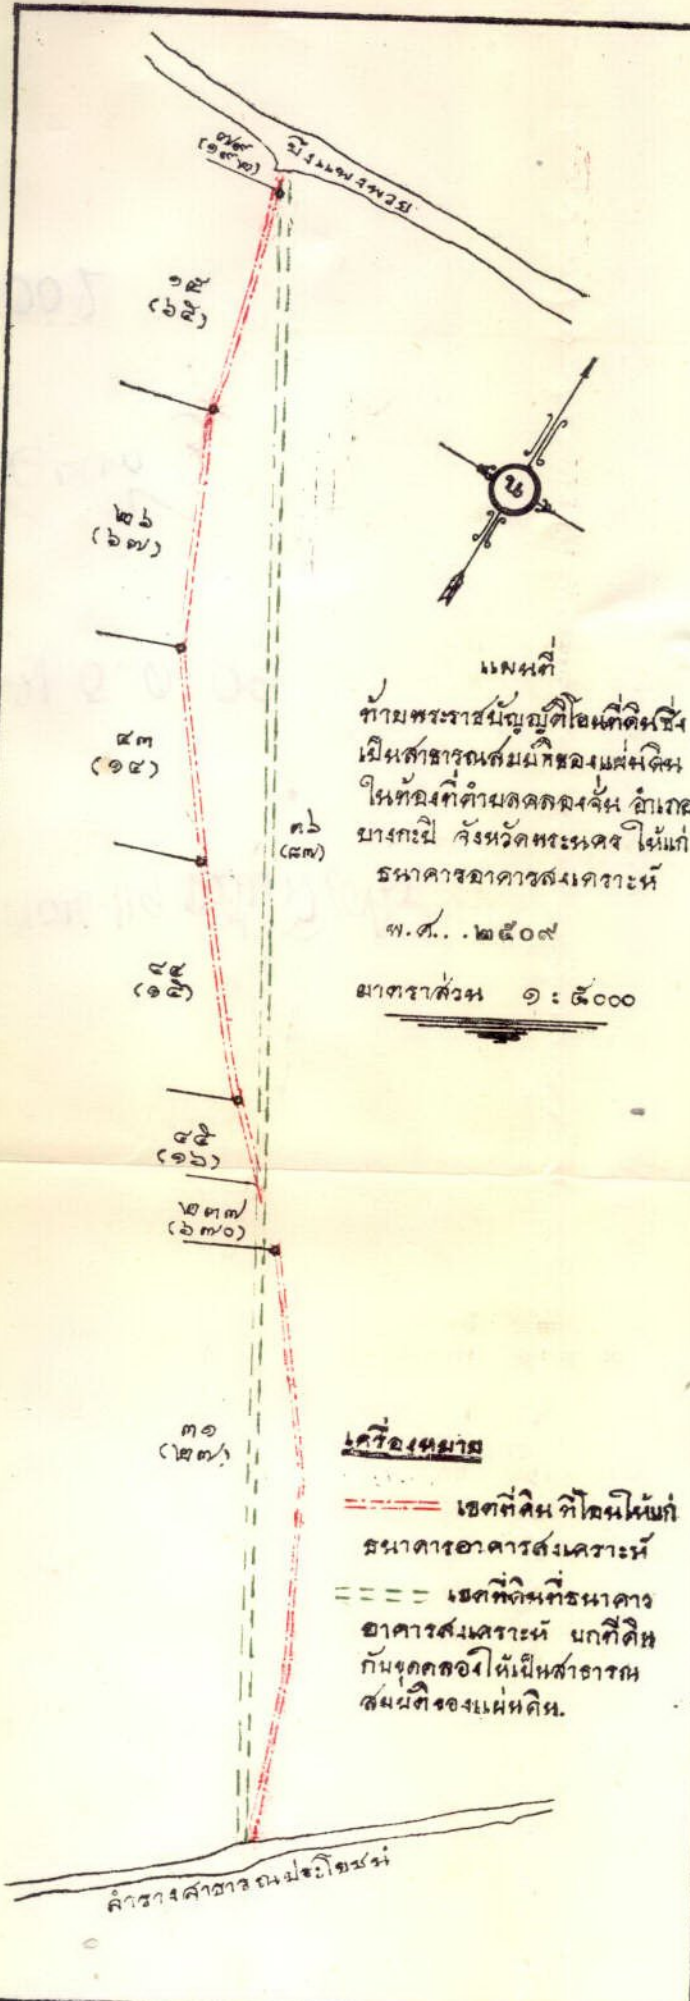 ๗๙
(๑๙๒)
บึงแพงพวย
๑๕
(๖๕)
๒๖
(๖๗)
น
แผนที่
ท้ายพระราชบัญญัติโอนที่ดินซึ่ง
เป็นสาธารณสมบัติของแผ่นดิน
ในท้องที่ตำบลคลองจั่น อำเภอ
บางกะปิ จังหวัดพระนคร ให้แก่
ธนาคารอาคารสงเคราะห์
พ.ศ. . ๒๕๐๙
มาตราส่วน ๑ : ๕๐๐๐
๔๓
(๑๔)
๓๖
(๘๗)
๔๔
(๑๕)
๔๕
(๑๖)
๒๓๗
(๖๗๐)
๓๑
(๒๗)
เครื่องหมาย
เขตที่ดิน ที่โอนให้แก่
ธนาคารอาคารสงเคราะห์
เขตที่ดินที่ธนาคาร
อาคารสงเคราะห์ ยกที่ดิน
กับขุดคลองให้เป็นสาธารณ
สมบัติของแผ่นดิน.
ลำรางสาธารณประโยชน์